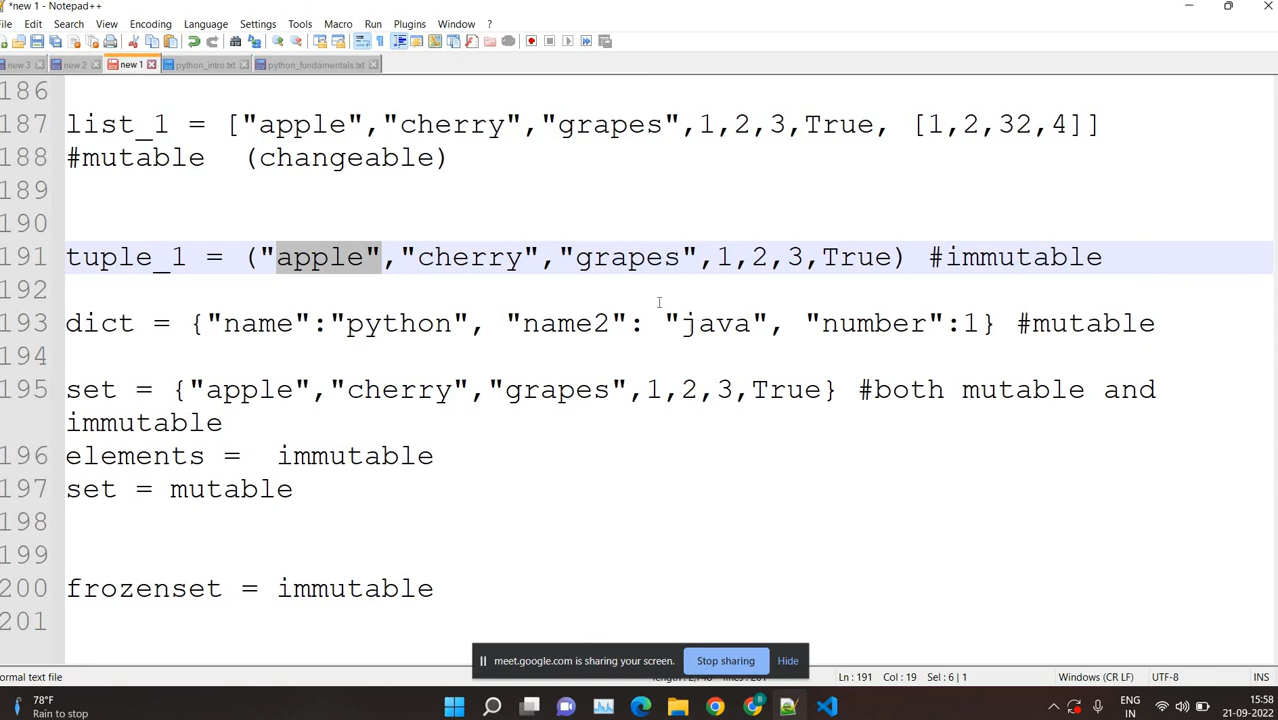 *new 1 - Notepad++
File Edit Search View Encoding Language Settings Tools Macro Run Plugins Window ?
new 3 new 2 new 1 python_intro.txt python_fundamentals.txt
186
187 list_1 = ["apple","cherry","grapes",1,2,3,True, [1,2,32,4]]
188 #mutable (changeable)
189
190
191 tuple_1 = ("apple","cherry","grapes",1,2,3,True) #immutable
192
193 dict = {"name":"python", "name2": "java", "number":1} #mutable
194
195 set = {"apple","cherry","grapes",1,2,3,True} #both mutable and
immutable
196 elements = immutable
197 set = mutable
198
199
200 frozenset = immutable
201
meet.google.com is sharing your screen. Stop sharing Hide
ormal text file Ln : 191 Col : 19 Sel : 6 | 1 Windows (CR LF) UTF-8 INS
78°F
Rain to stop
ENG
IN
15:58
21-09-2022